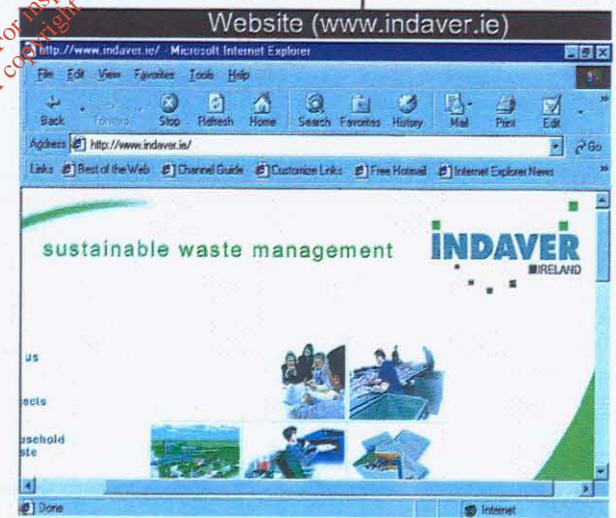 For insp
copyright
Website (www.indaver.ie)
http://www.indaver.ie/ - Microsoft Internet Explorer
File Edit View Favorites Tools Help
Back Forward Stop Refresh Home Search Favorites History Mail Print Edit »
Address http://www.indaver.ie/ Go
Links Best of the Web Channel Guide Customize Links Free Hotmail Internet Explorer News »
sustainable waste management
INDAVER
IRELAND
us
ects
usehold
ste
Done Internet